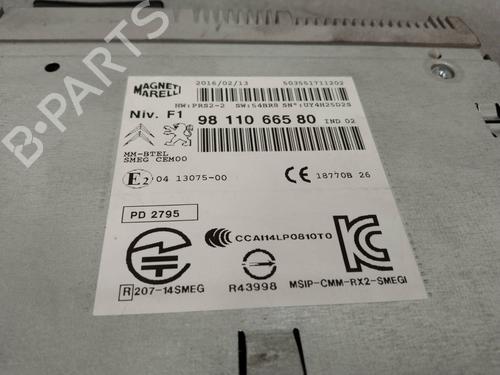 MAGNETI MARELLI
2016/02/13 503551711202
HW:PRS2-2 SW:54BR8 SN°:UY4H25D2S
Niv. F1 98 110 665 80 IND 02
MM-BTEL
SMEG CEM00
E2 04 13075-00 CE 18770B 26
PD 2795
CCAI14LP0810T0
R 207-14SMEG R43998 MSIP-CMM-RX2-SMEGI
B-PARTS